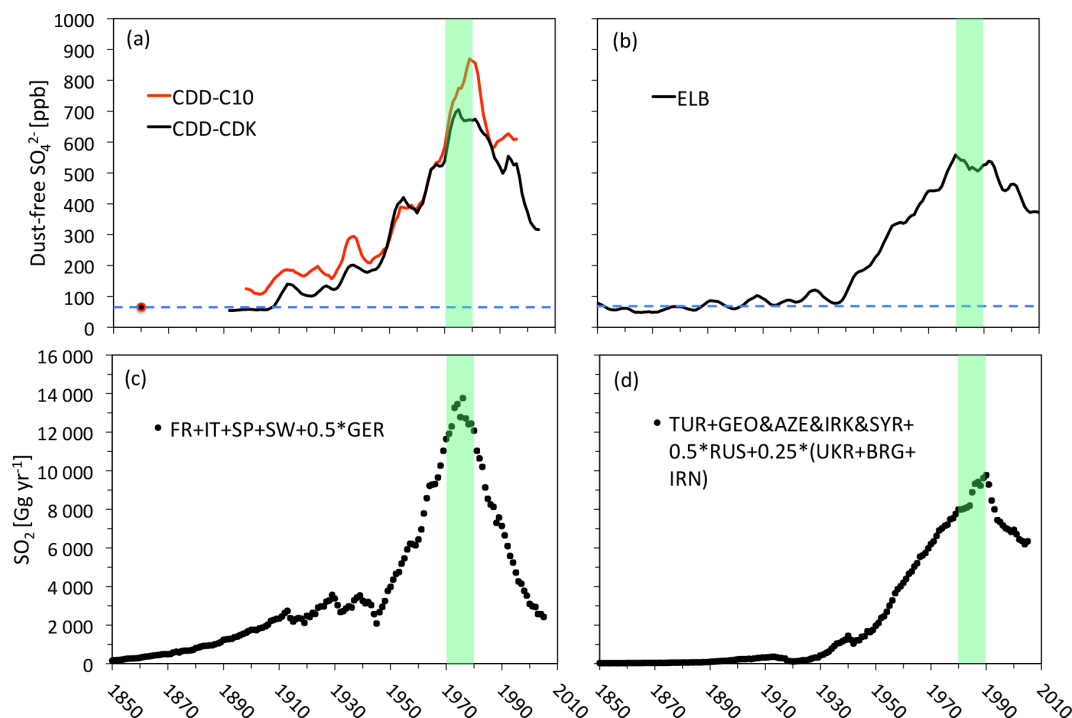 (a)
CDD-C10
CDD-CDK
Dust-free SO₄²⁻ [ppb]
1000
900
800
700
600
500
400
300
200
100
0
(b)
ELB
(c)
FR+IT+SP+SW+0.5*GER
SO₂ [Gg yr⁻¹]
16 000
14 000
12 000
10 000
8 000
6 000
4 000
2 000
0
1850
1870
1890
1910
1930
1950
1970
1990
2010
(d)
TUR+GEO&AZE&IRK&SYR+
0.5*RUS+0.25*(UKR+BRG+
IRN)
1850
1870
1890
1910
1930
1950
1970
1990
2010